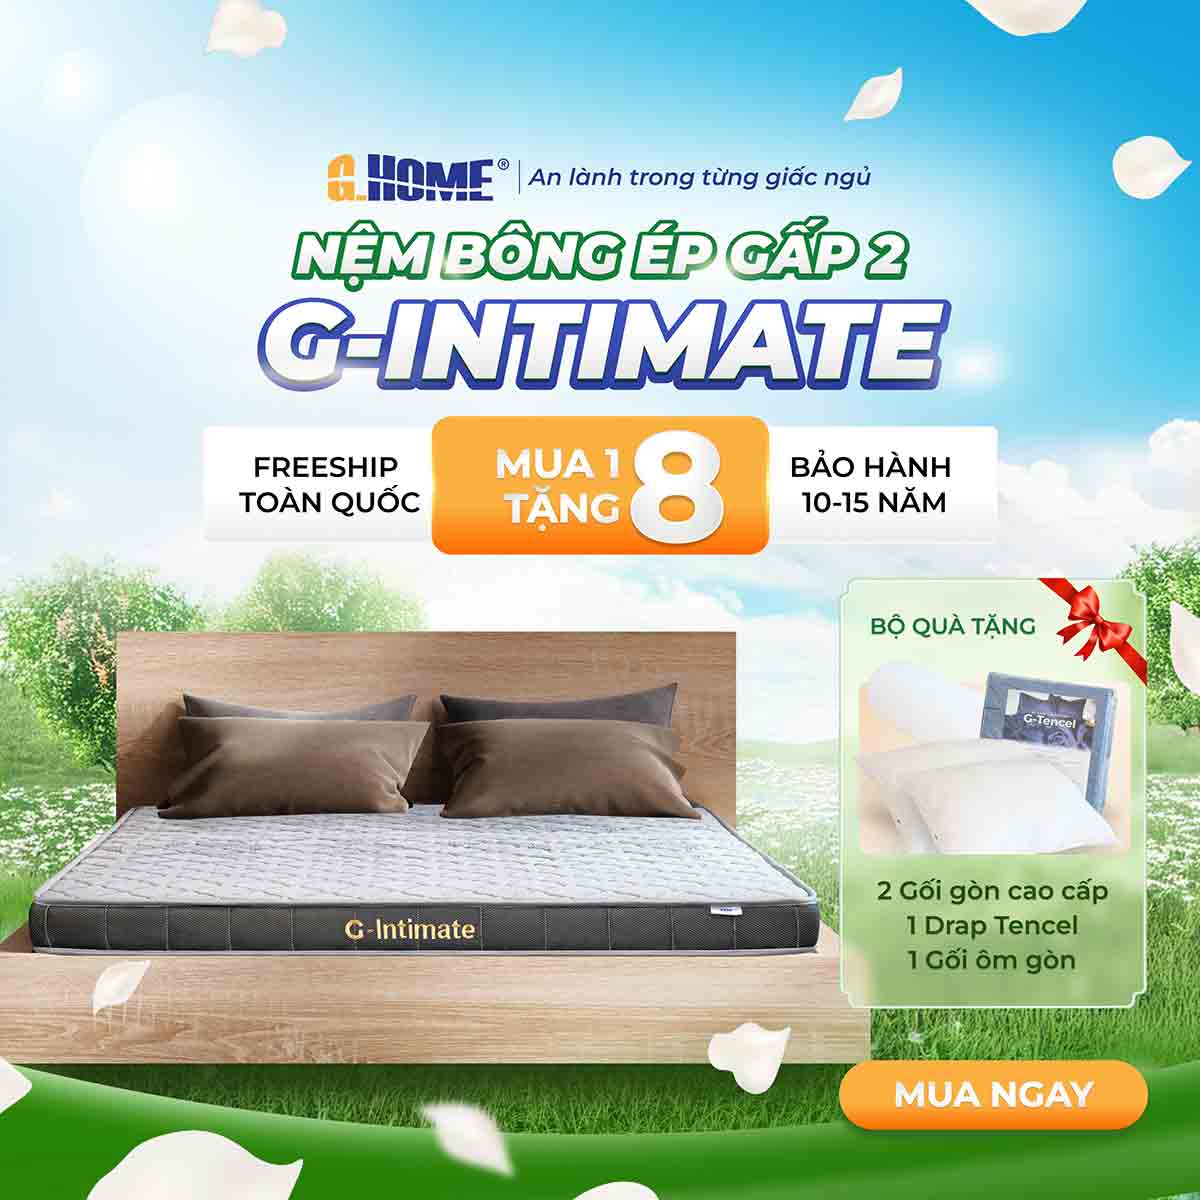 G.HOME® | An lành trong từng giấc ngủ
NỆM BÔNG ÉP GẤP 2
G-INTIMATE
FREESHIP
TOÀN QUỐC
MUA 1
TẶNG
8
BẢO HÀNH
10-15 NĂM
BỘ QUÀ TẶNG
G-Tencel
2 Gối gòn cao cấp
1 Drap Tencel
1 Gối ôm gòn
G-Intimate
MUA NGAY